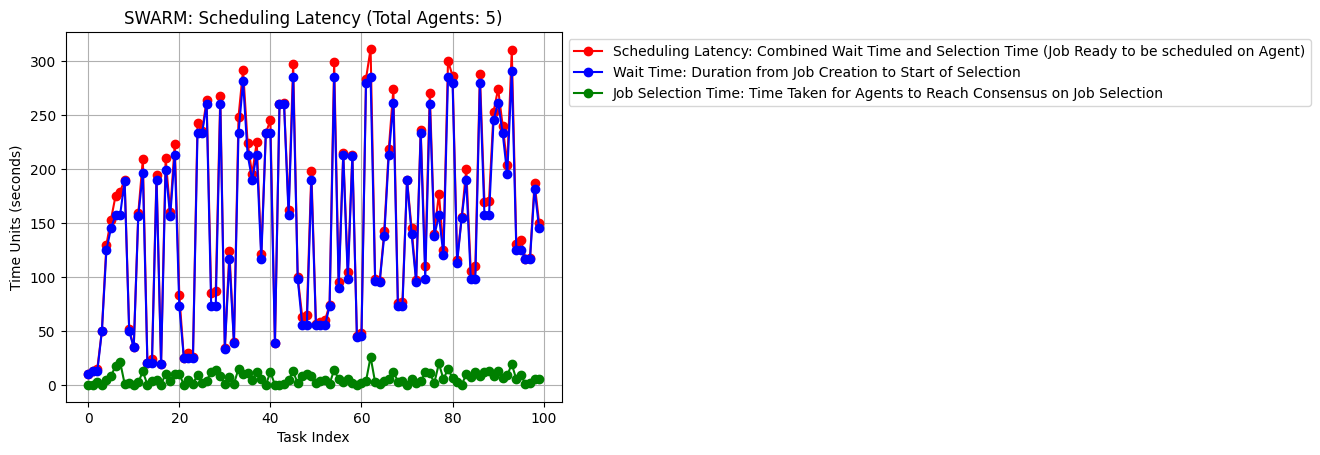 SWARM: Scheduling Latency (Total Agents: 5)
Scheduling Latency: Combined Wait Time and Selection Time (Job Ready to be scheduled on Agent)
Wait Time: Duration from Job Creation to Start of Selection
Job Selection Time: Time Taken for Agents to Reach Consensus on Job Selection
Time Units (seconds)
300
250
200
150
100
50
0
0 20 40 60 80 100
Task Index